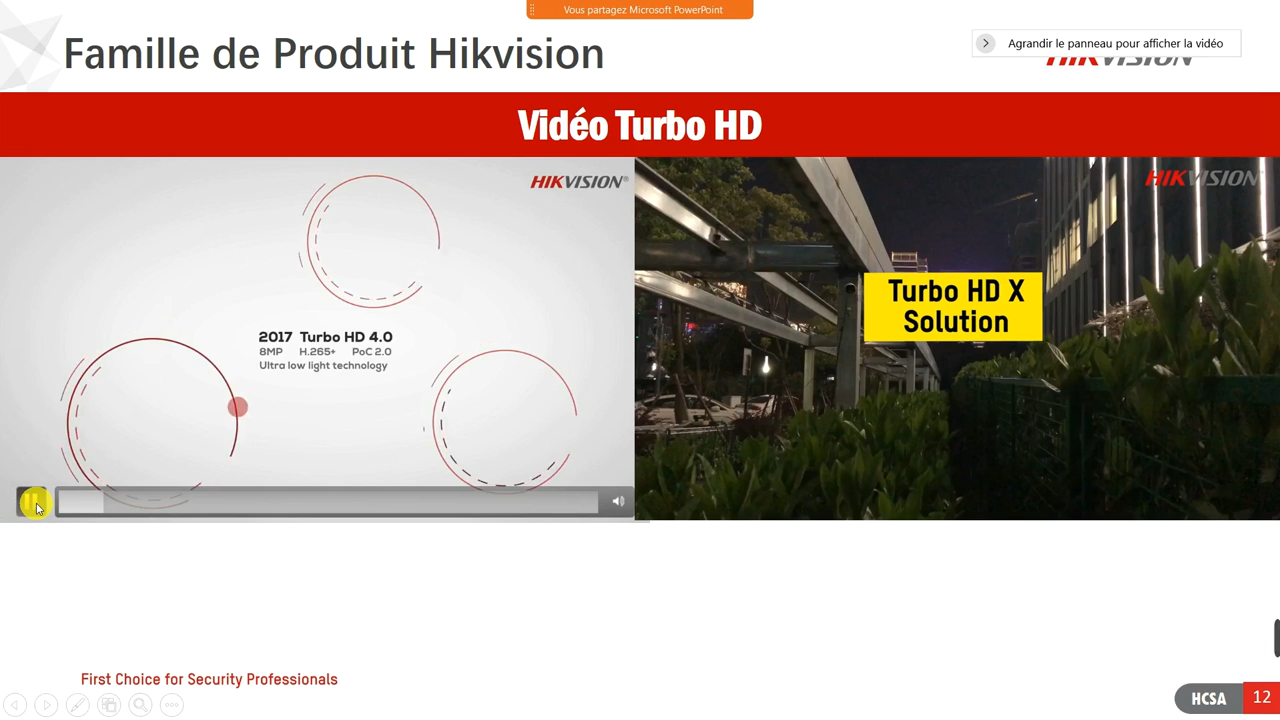 Vous partagez Microsoft PowerPoint
Famille de Produit Hikvision
Agrandir le panneau pour afficher la vidéo
HIKVISION
Vidéo Turbo HD
HIKVISION®
HIKVISION
2017 Turbo HD 4.0
8MP H.265+ PoC 2.0
Ultra low light technology
Turbo HD X
Solution
First Choice for Security Professionals
HCSA 12